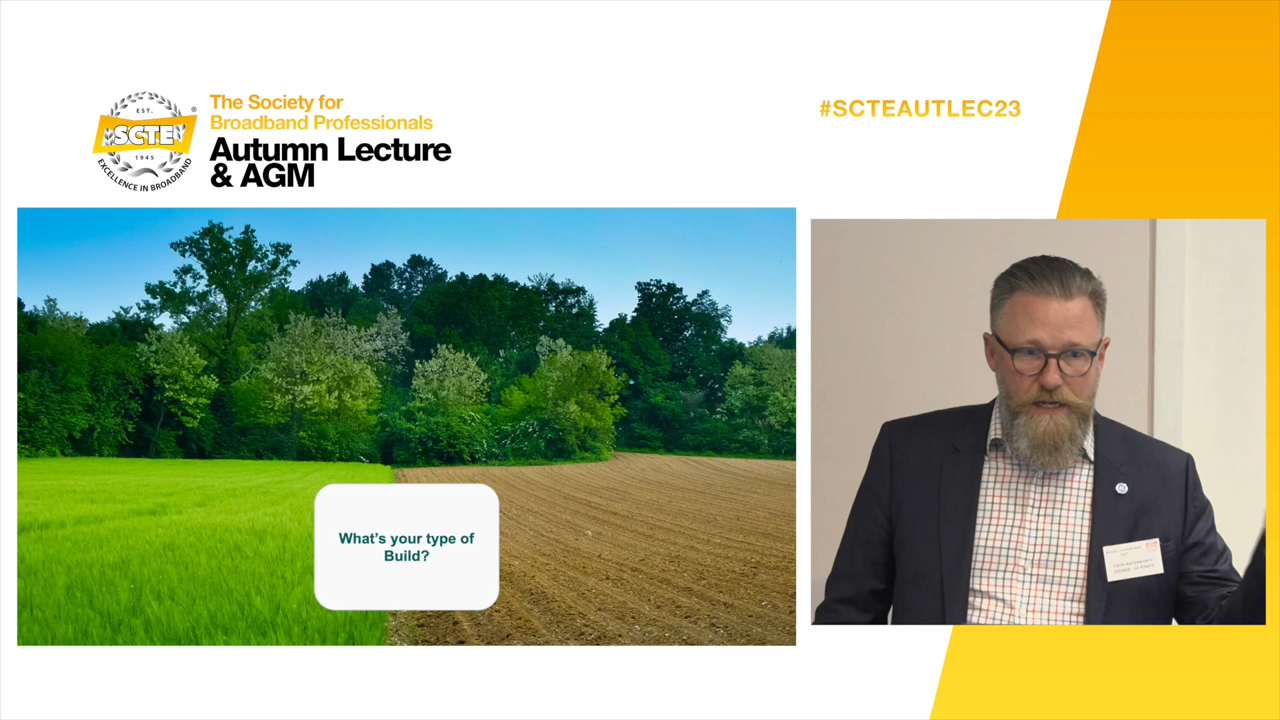 EST.
SCTE
®
1945
EXCELLENCE IN BROADBAND
The Society for
Broadband Professionals
Autumn Lecture
& AGM
#SCTEAUTLEC23
What's your type of
Build?